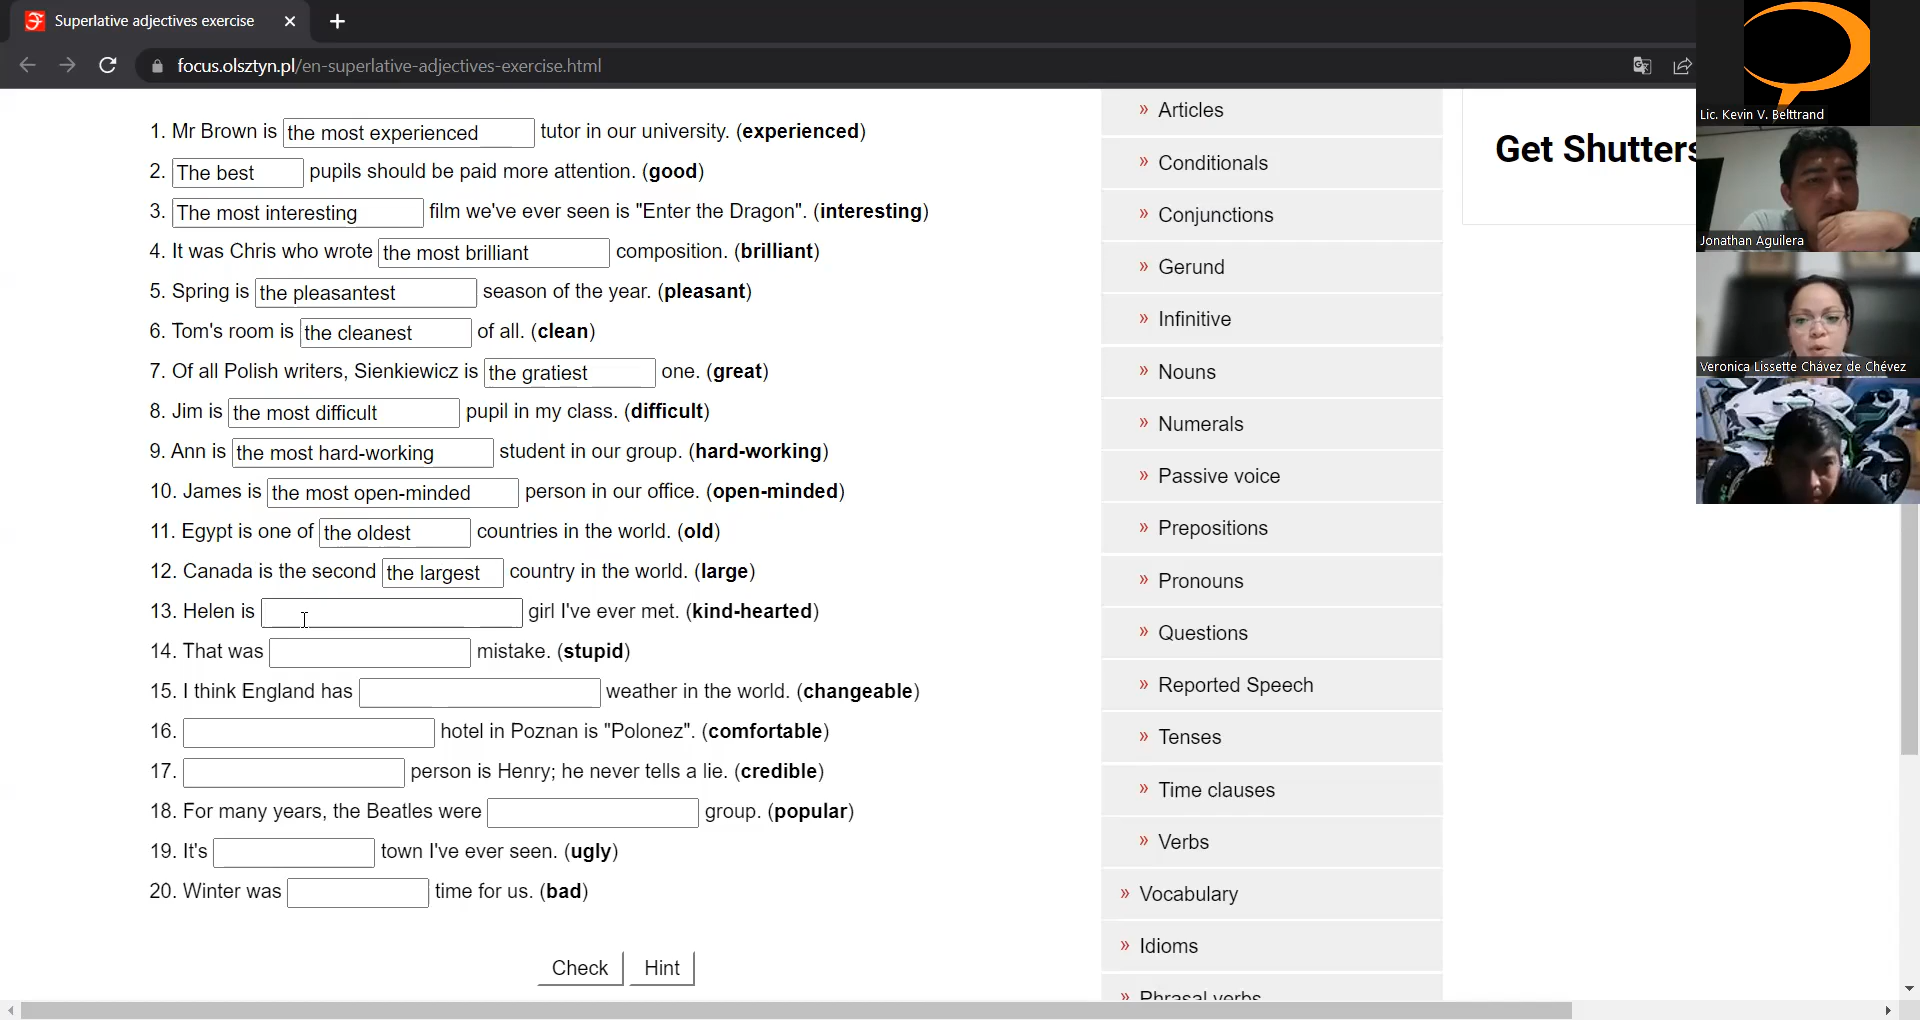 Superlative adjectives exercise
focus.olsztyn.pl/en-superlative-adjectives-exercise.html
1. Mr Brown is the most experienced tutor in our university. (experienced)
2. The best pupils should be paid more attention. (good)
3. The most interesting film we've ever seen is "Enter the Dragon". (interesting)
4. It was Chris who wrote the most brilliant composition. (brilliant)
5. Spring is the pleasantest season of the year. (pleasant)
6. Tom's room is the cleanest of all. (clean)
7. Of all Polish writers, Sienkiewicz is the gratiest one. (great)
8. Jim is the most difficult pupil in my class. (difficult)
9. Ann is the most hard-working student in our group. (hard-working)
10. James is the most open-minded person in our office. (open-minded)
11. Egypt is one of the oldest countries in the world. (old)
12. Canada is the second the largest country in the world. (large)
13. Helen is girl I've ever met. (kind-hearted)
14. That was mistake. (stupid)
15. I think England has weather in the world. (changeable)
16. hotel in Poznan is "Polonez". (comfortable)
17. person is Henry; he never tells a lie. (credible)
18. For many years, the Beatles were group. (popular)
19. It's town I've ever seen. (ugly)
20. Winter was time for us. (bad)
Check Hint
» Articles
» Conditionals
» Conjunctions
» Gerund
» Infinitive
» Nouns
» Numerals
» Passive voice
» Prepositions
» Pronouns
» Questions
» Reported Speech
» Tenses
» Time clauses
» Verbs
» Vocabulary
» Idioms
» Phrasal verbs
Get Shutters
Lic. Kevin V. Belttrand
Jonathan Aguilera
Veronica Lissette Chávez de Chévez